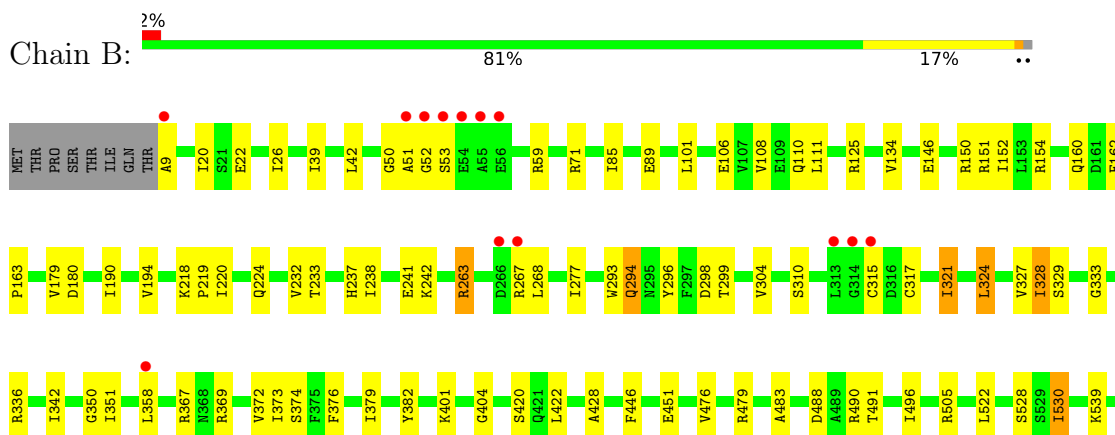 2%
Chain B:
81% 17%
MET THR PRO SER THR ILE GLN THR A9 I20 S21 E22 I26 I39 L42 G50 A51 G52 S53 E54 A55 E56 R59 R71 I85 E89 L101 E106 V107 V108 E109 Q110 L111 R125 V134 E146 R150 R151 I152 L153 R154 Q160 D161
P163 V179 D180 I190 V194 K218 P219 I220 Q224 V232 T233 H237 I238 E241 K242 R263 D266 R267 L268 I277 W293 Q294 N295 Y296 F297 D298 T299 V304 S310 L313 G314 C315 D316 C317 I321 L324 V327 I328 S329 G333
R336 I342 G350 I351 L358 R367 N368 R369 V372 I373 S374 F375 F376 I379 Y382 K401 G404 S420 Q421 L422 A428 F446 E451 V476 R479 A483 D488 A489 R490 T491 I496 R505 L522 S528 S529 I530 K539